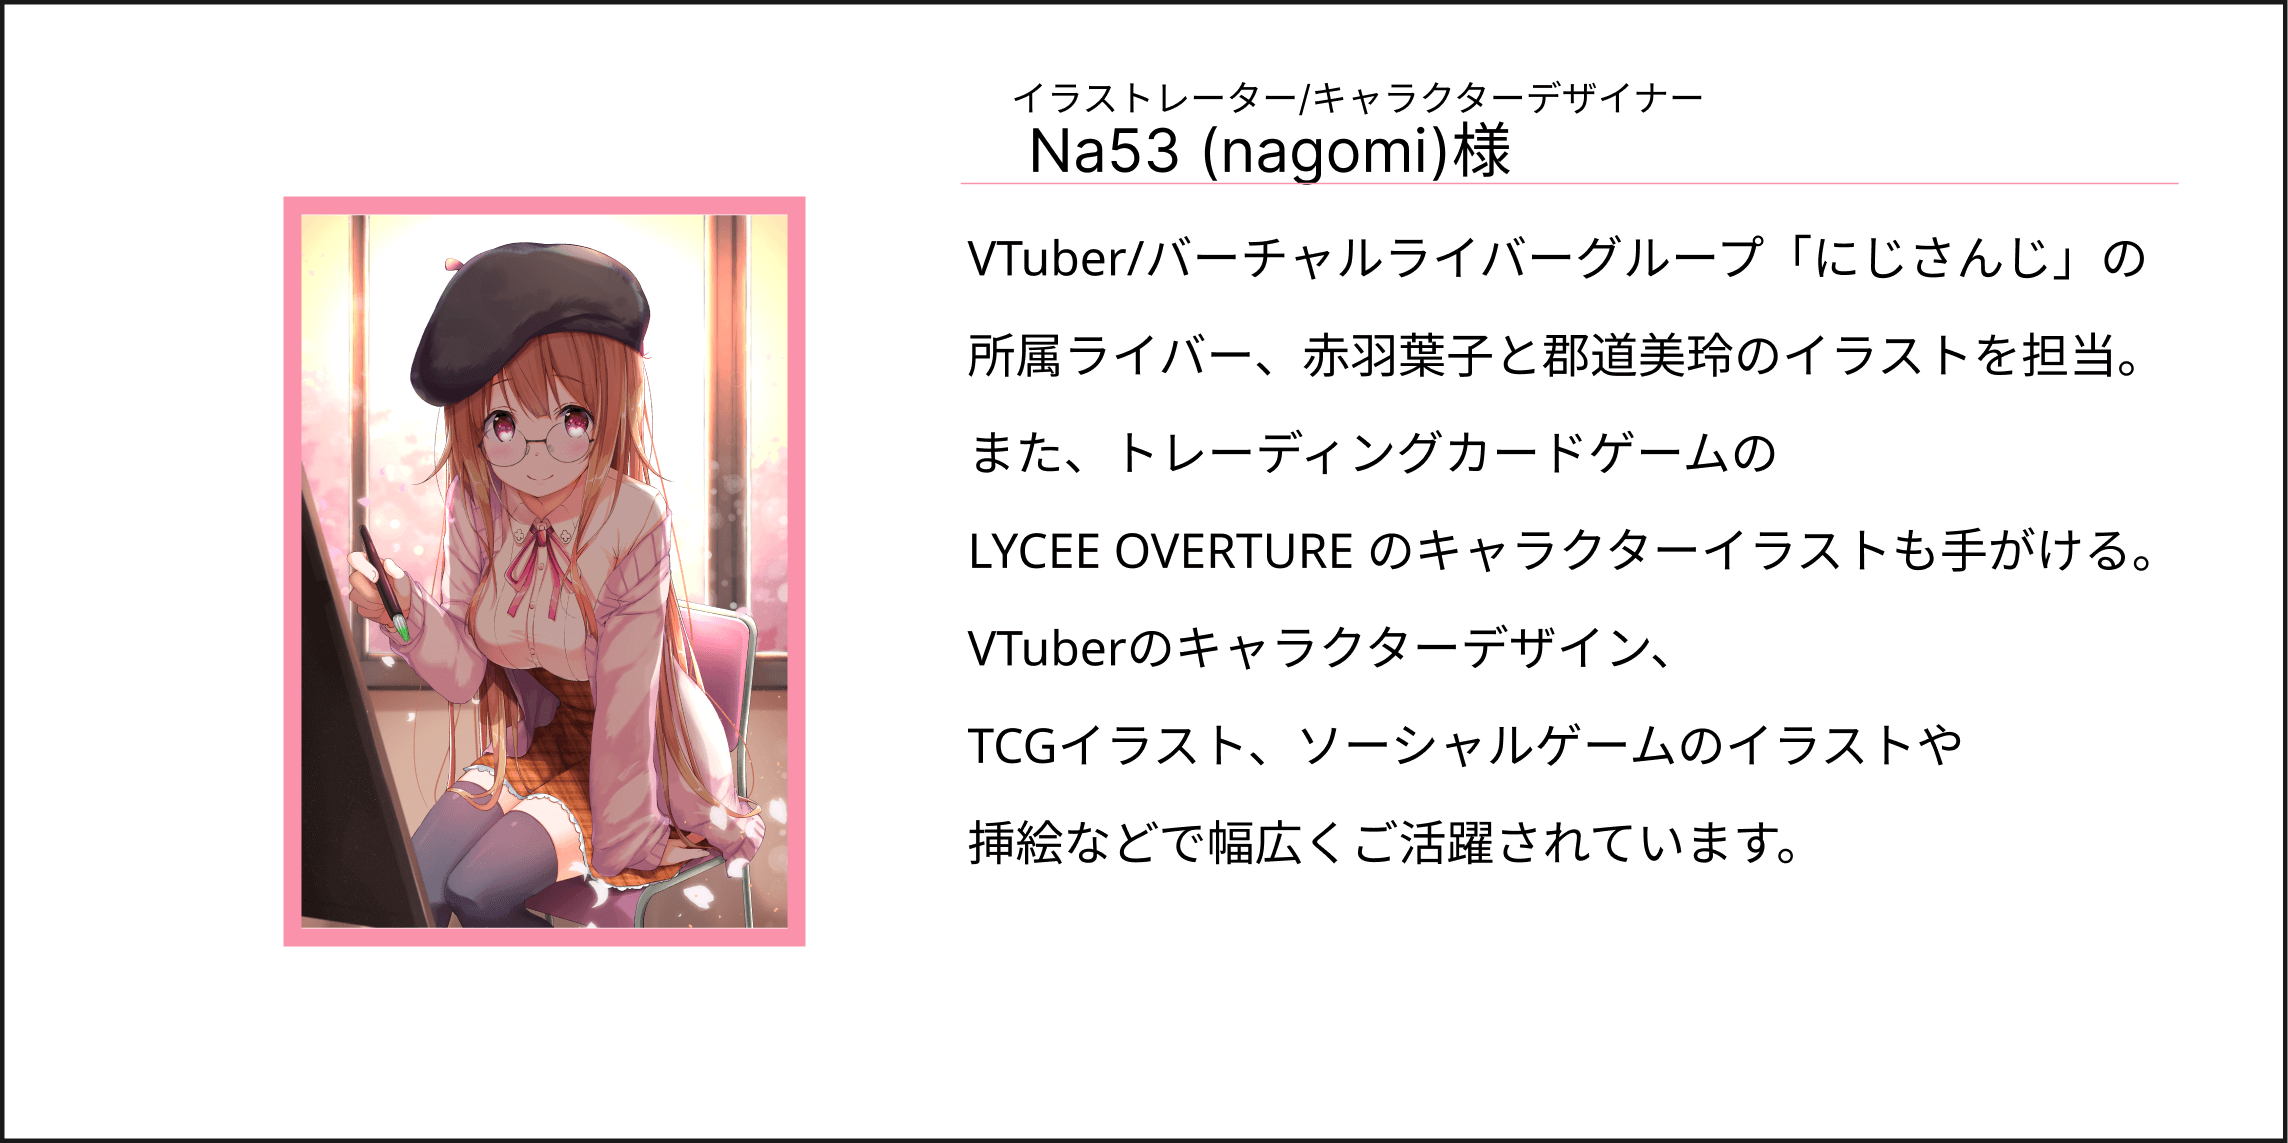 イラストレーター/キャラクターデザイナー
Na53 (nagomi)様
VTuber/バーチャルライバーグループ「にじさんじ」の
所属ライバー、赤羽葉子と郡道美玲のイラストを担当。
また、トレーディングカードゲームの
LYCEE OVERTURE のキャラクターイラストも手がける。
VTuberのキャラクターデザイン、
TCGイラスト、ソーシャルゲームのイラストや
挿絵などで幅広くご活躍されています。